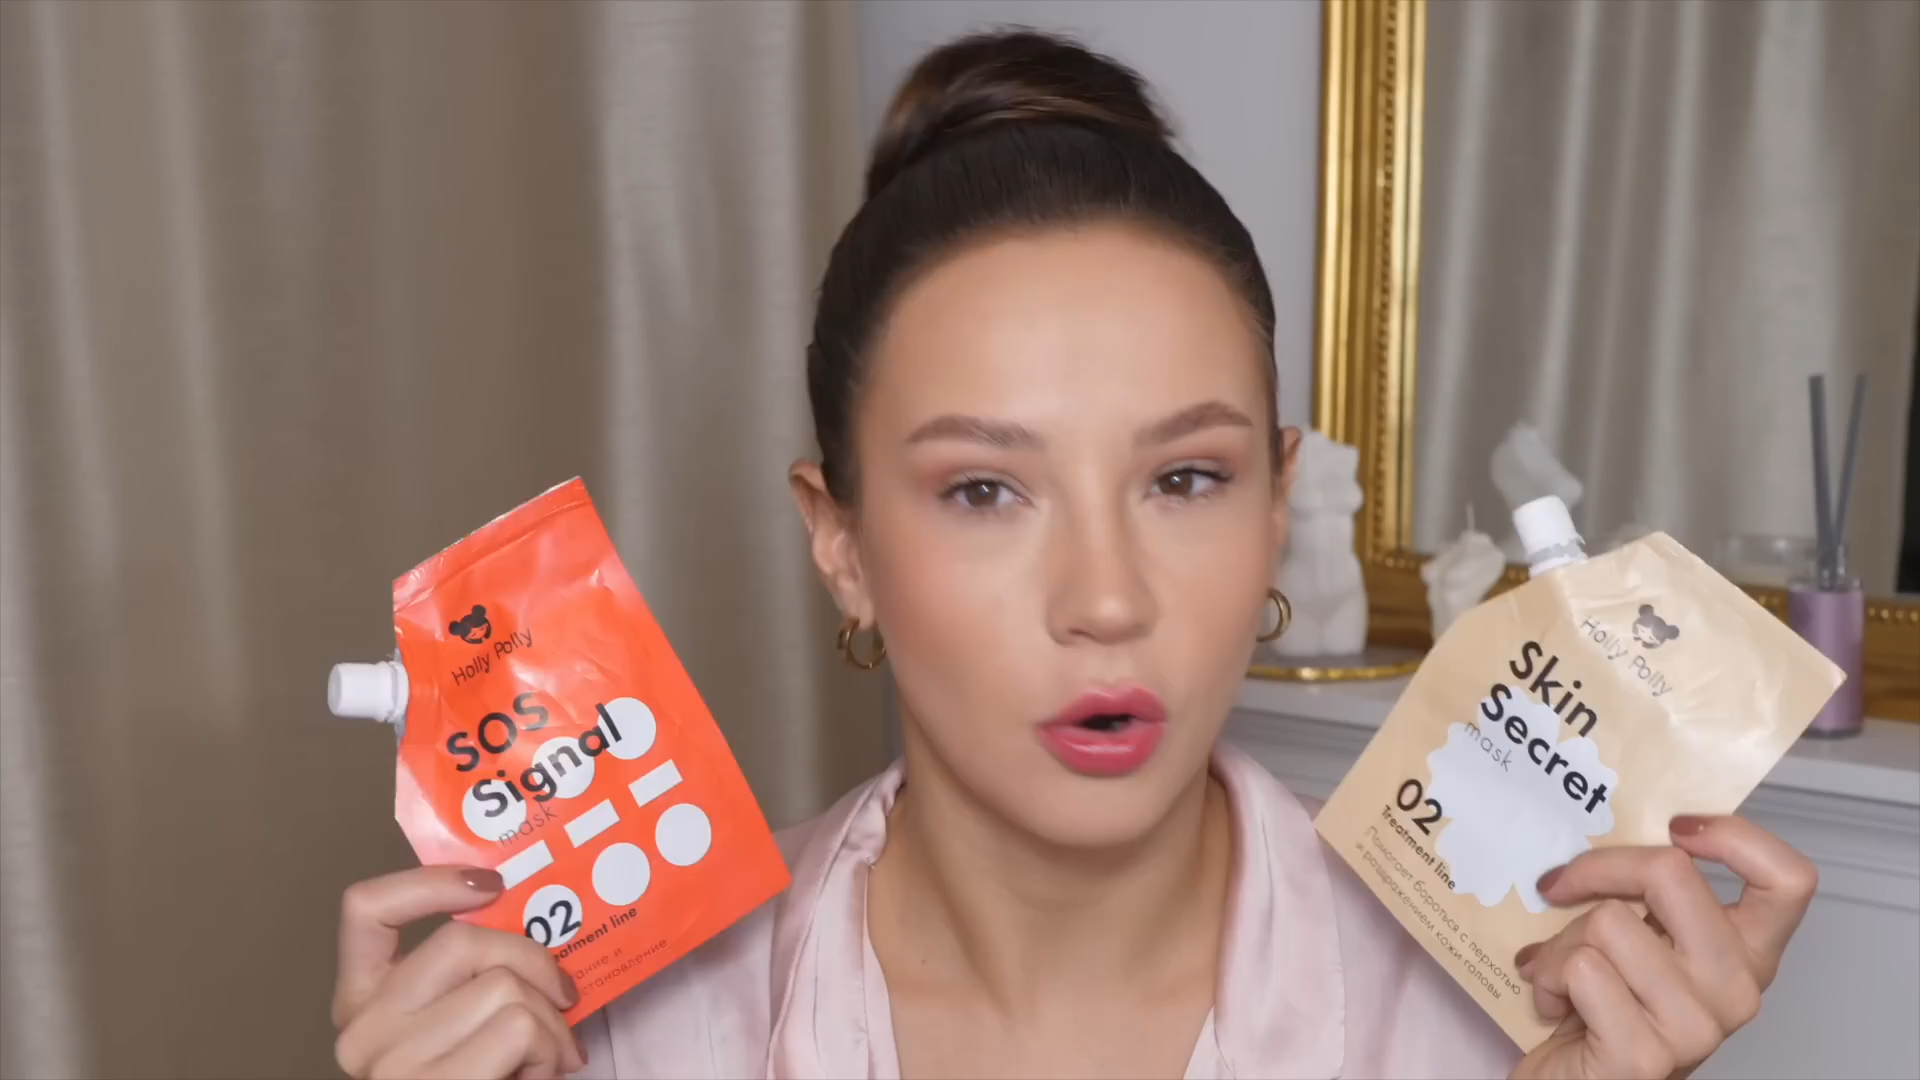 Holly Polly
SOS
Signal
mask
02
Treatment line
Holly Polly
Skin
Secret
mask
02
Treatment line
Помогает бороться с перхотью
и раздражением кожи головы